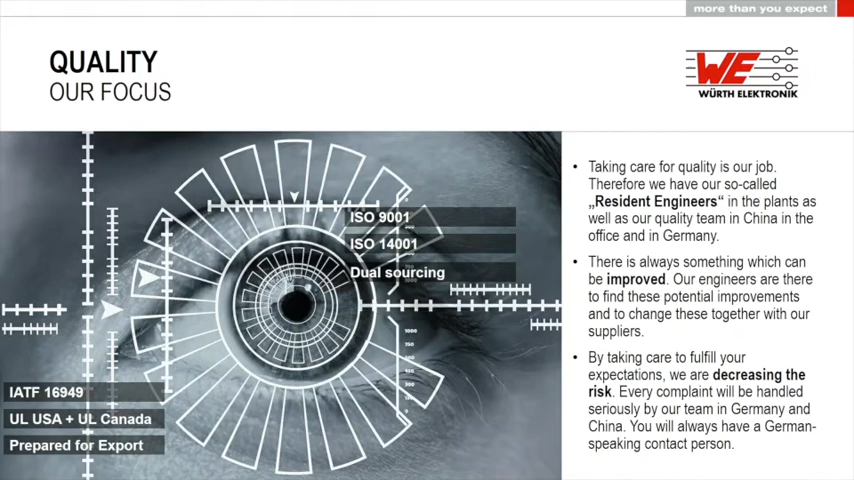 more than you expect
QUALITY
OUR FOCUS
WE
WÜRTH ELEKTRONIK
ISO 9001
ISO 14001
Dual sourcing
1000
750
600
IATF 16949
UL USA + UL Canada
Prepared for Export
• Taking care for quality is our job.
Therefore we have our so-called
„Resident Engineers“ in the plants as
well as our quality team in China in the
office and in Germany.
• There is always something which can
be improved. Our engineers are there
to find these potential improvements
and to change these together with our
suppliers.
• By taking care to fulfill your
expectations, we are decreasing the
risk. Every complaint will be handled
seriously by our team in Germany and
China. You will always have a German-
speaking contact person.